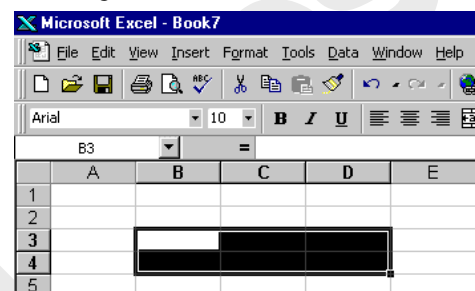 Microsoft Excel - Book7
File Edit View Insert Format Tools Data Window Help
ABC
Arial 10 B I U
B3 =
A B C D E
1
2
3
4
5